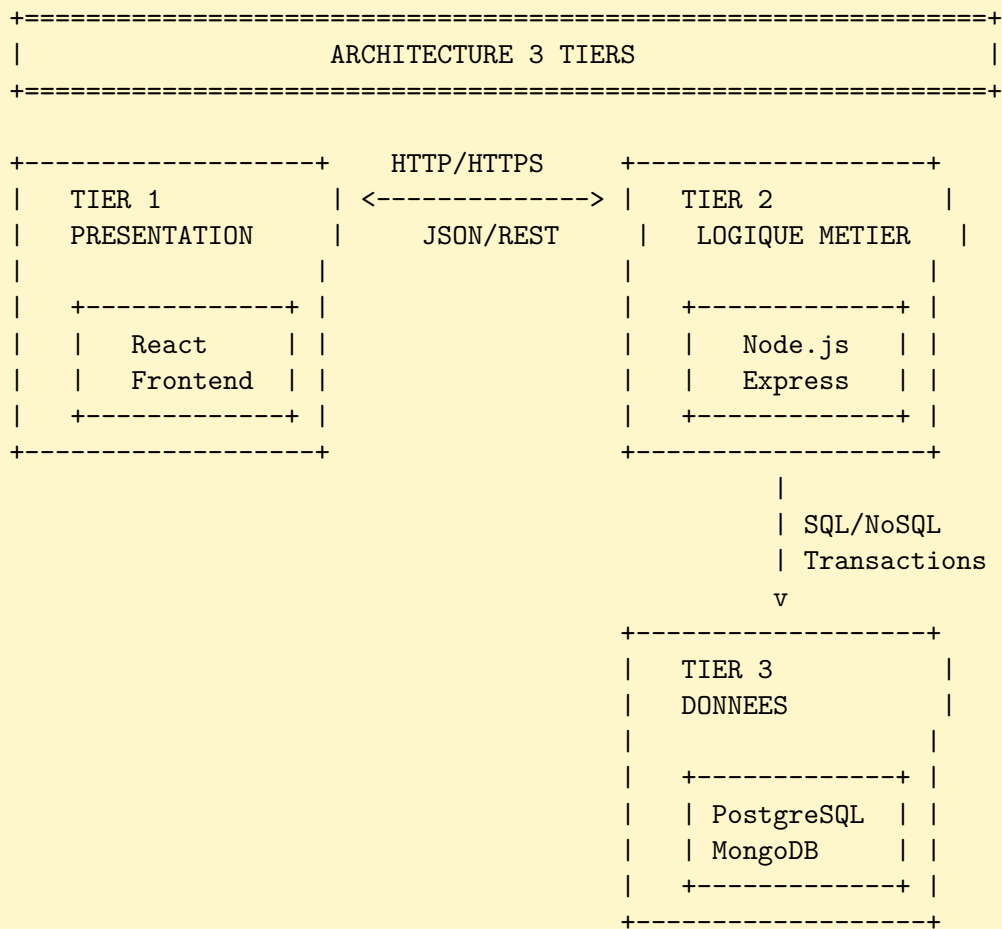 ARCHITECTURE 3 TIERS
HTTP/HTTPS
TIER 1 <--------------> TIER 2
PRESENTATION JSON/REST LOGIQUE METIER
React Node.js
Frontend Express
SQL/NoSQL
Transactions
v
TIER 3
DONNEES
PostgreSQL
MongoDB